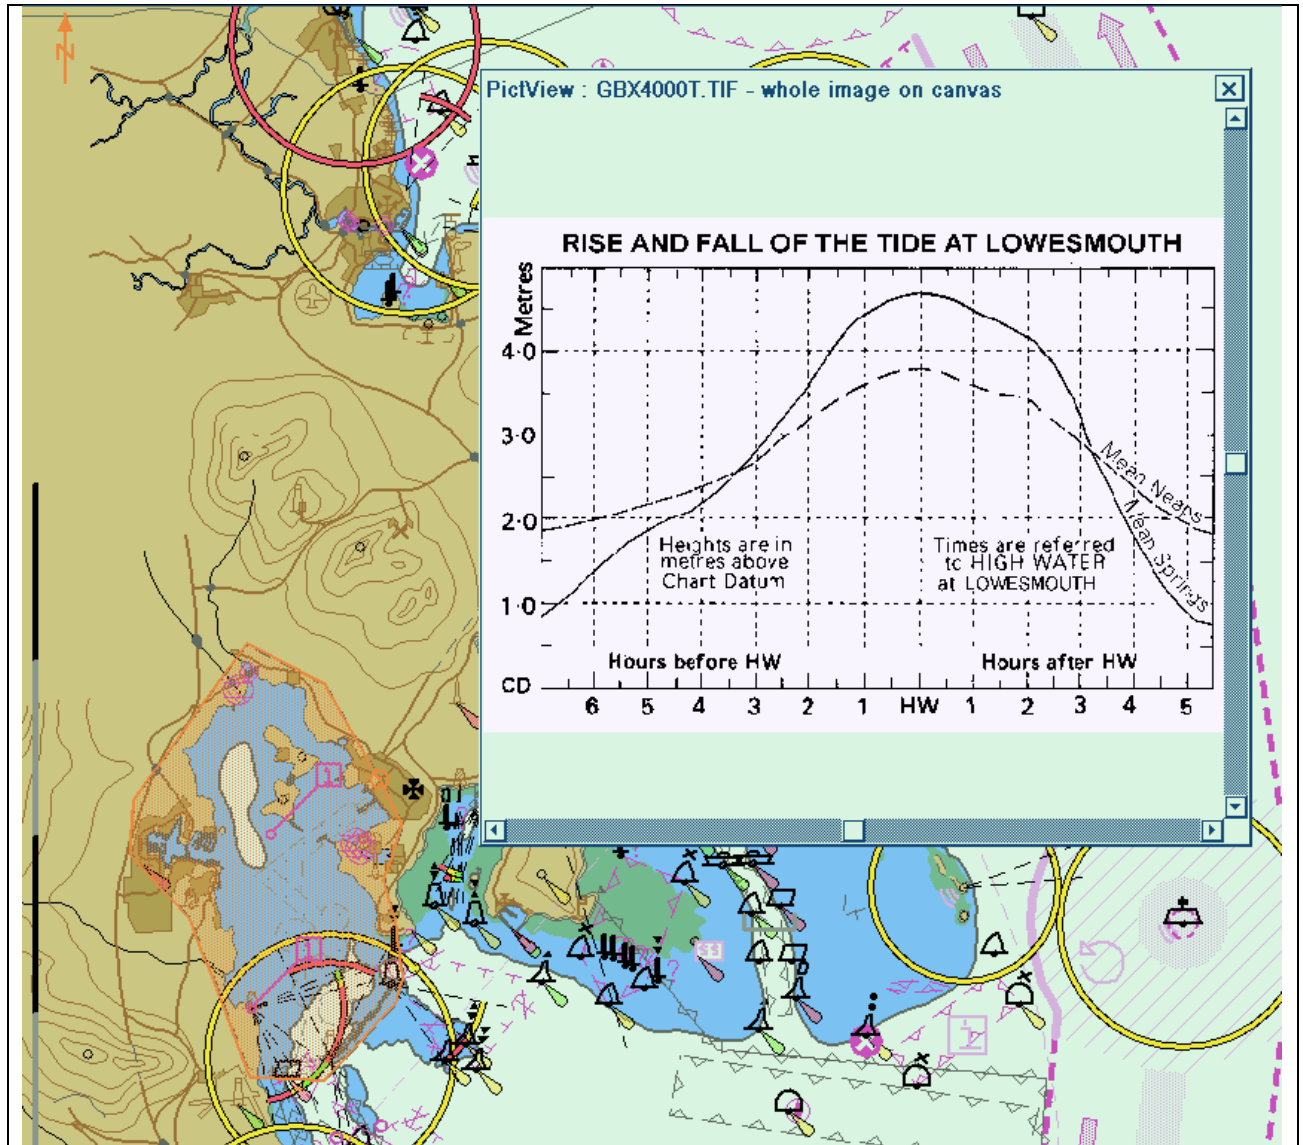 N
PictView : GBX4000T.TIF - whole image on canvas
RISE AND FALL OF THE TIDE AT LOWESMOUTH
Metres
4·0
3·0
2·0
1·0
CD
Mean Neaps
Mean Springs
Heights are in
metres above
Chart Datum
Times are referred
to HIGH WATER
at LOWESMOUTH
Hours before HW
Hours after HW
6 5 4 3 2 1 HW 1 2 3 4 5
1
1
$$